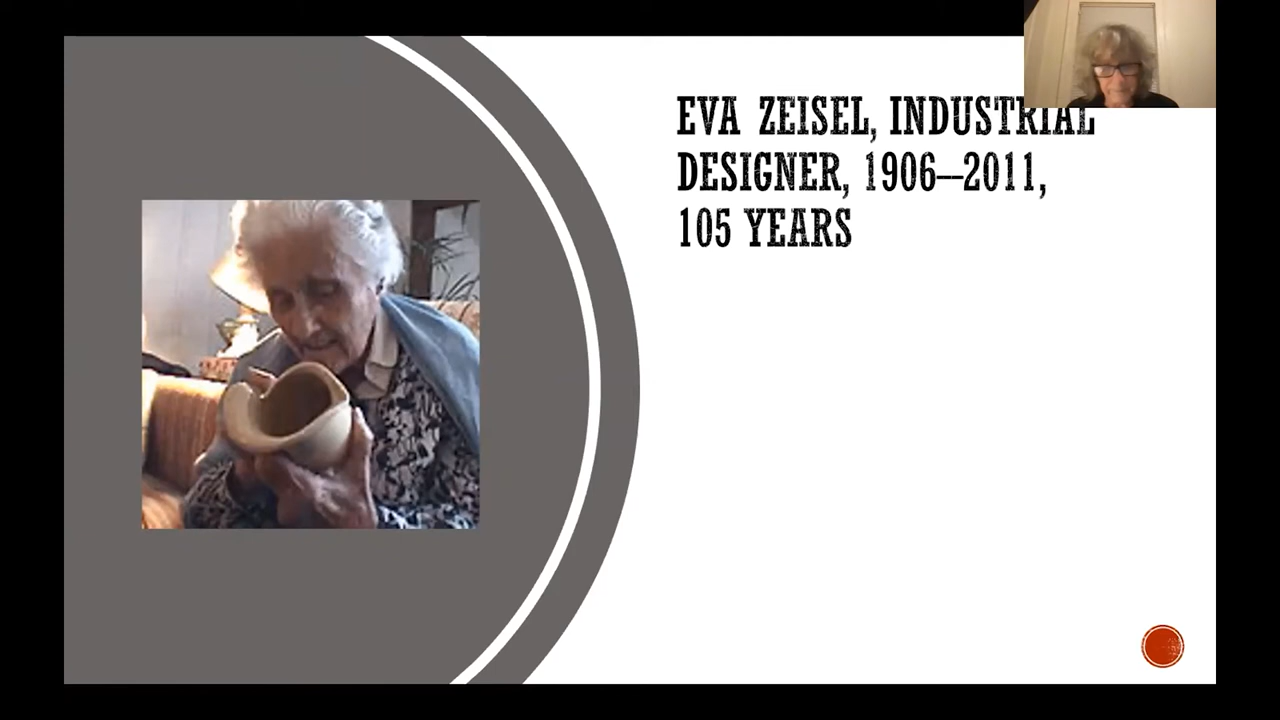 EVA ZEISEL, INDUSTRIAL
DESIGNER, 1906–2011,
105 YEARS